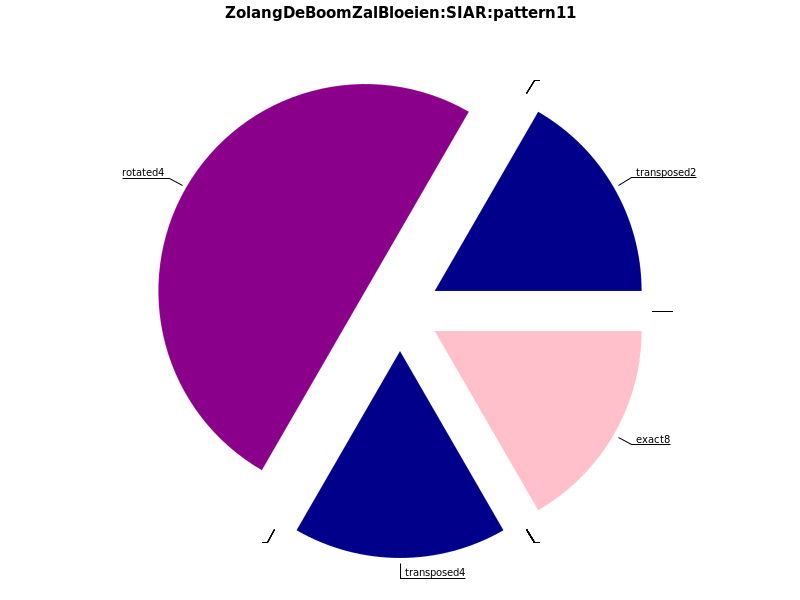 ZolangDeBoomZalBloeien:SIAR:pattern11
rotated4
transposed2
exact8
transposed4